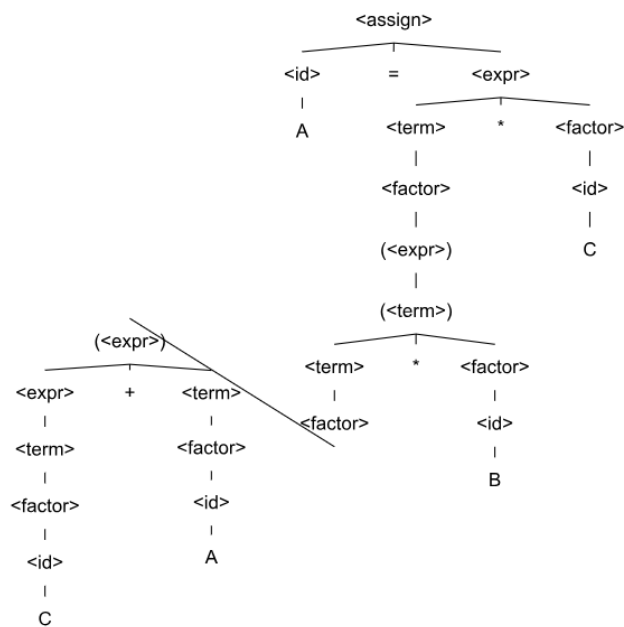 <assign>
<id> = <expr>
A <term> * <factor>
<factor> <id>
(<expr>) C
(<term>)
(<expr>) <term> * <factor>
<expr> + <term> <factor> <id>
<term> <factor> B
<factor> <id>
<id> A
C